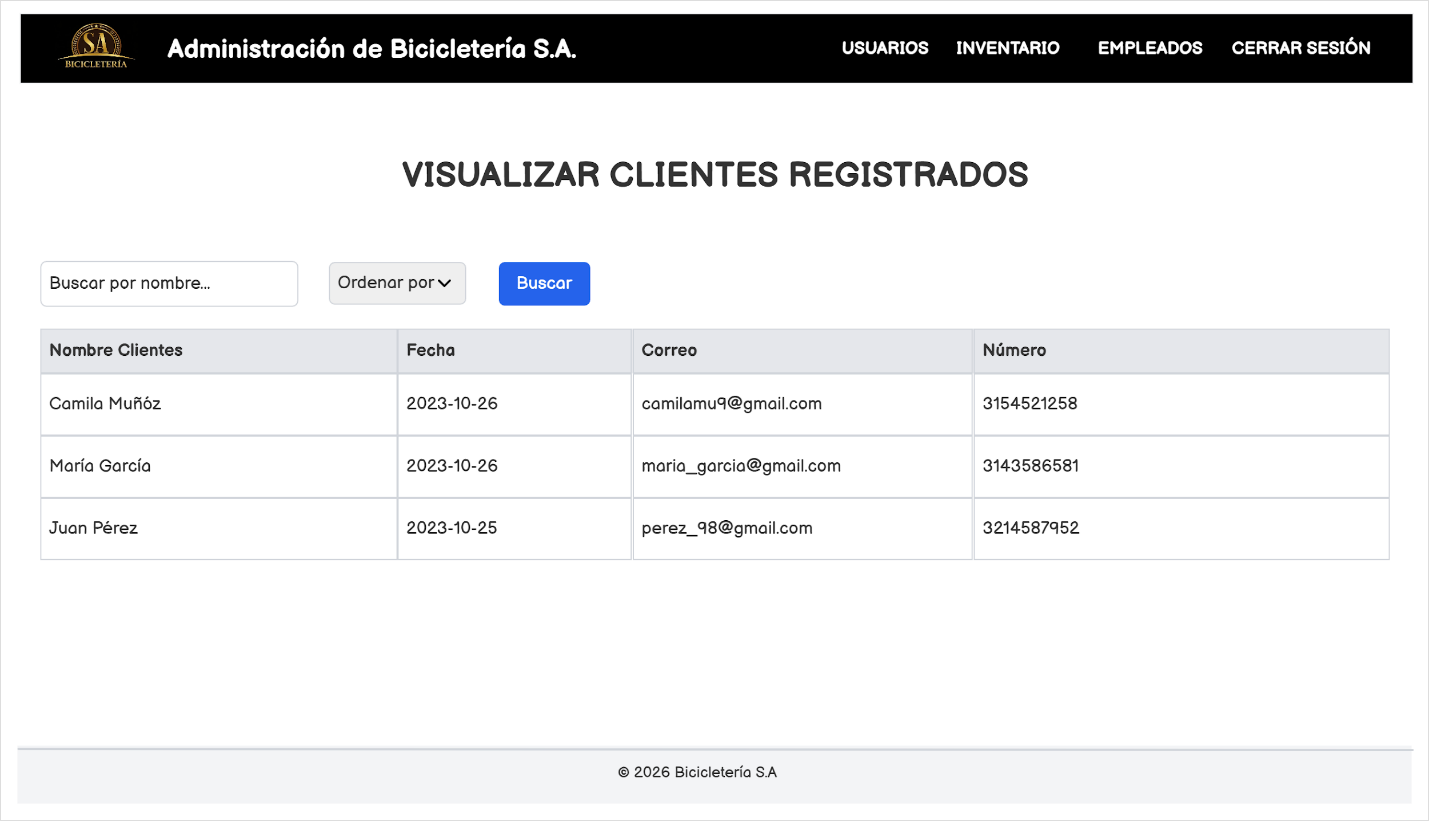 SA
BICICLETERÍA
Administración de Bicicletería S.A.
USUARIOS INVENTARIO EMPLEADOS CERRAR SESIÓN
VISUALIZAR CLIENTES REGISTRADOS
Buscar por nombre... Ordenar por Buscar
Nombre Clientes Fecha Correo Número
Camila Muñóz 2023-10-26 camilamu9@gmail.com 3154521258
María García 2023-10-26 maria_garcia@gmail.com 3143586581
Juan Pérez 2023-10-25 perez_98@gmail.com 3214587952
© 2026 Bicicletería S.A